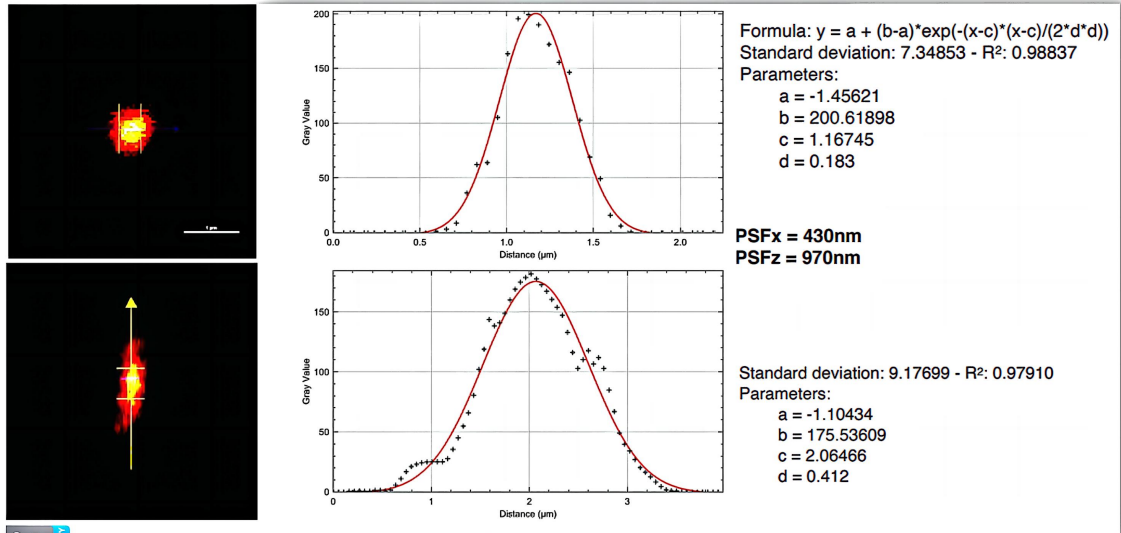 1 µm
200
150
100
50
0
Gray Value
0.0 0.5 1.0 1.5 2.0
Distance (µm)
Formula: y = a + (b-a)*exp(-(x-c)*(x-c)/(2*d*d))
Standard deviation: 7.34853 - R²: 0.98837
Parameters:
a = -1.45621
b = 200.61898
c = 1.16745
d = 0.183
PSFx = 430nm
PSFz = 970nm
150
100
50
0
Gray Value
0 1 2 3
Distance (µm)
Standard deviation: 9.17699 - R²: 0.97910
Parameters:
a = -1.10434
b = 175.53609
c = 2.06466
d = 0.412